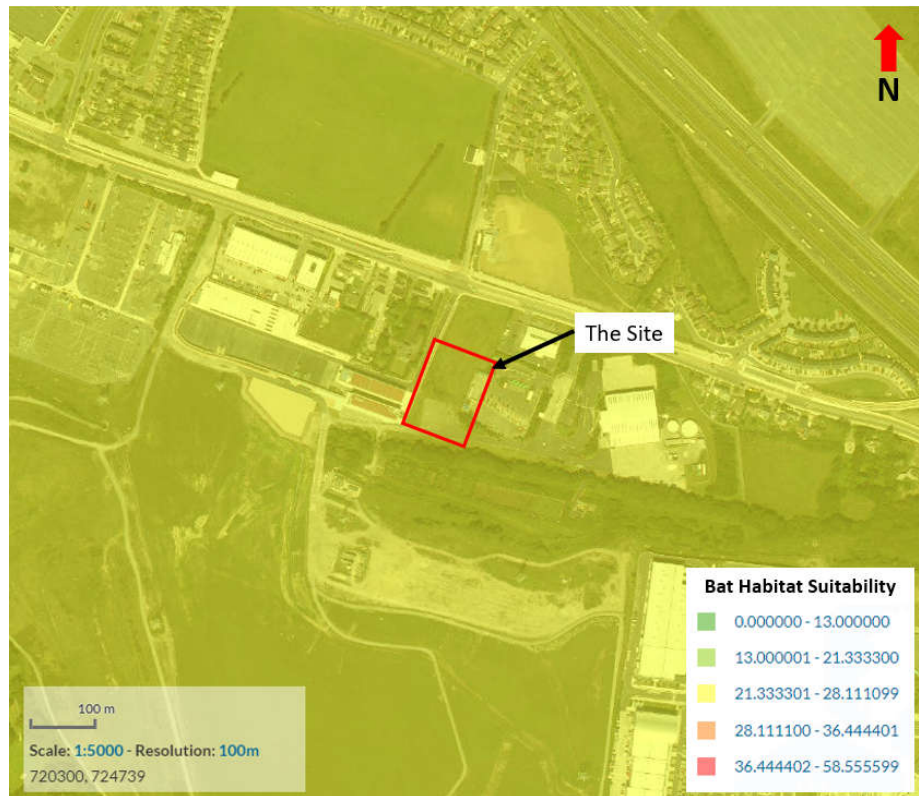 N
The Site
Bat Habitat Suitability
0.000000 - 13.000000
13.000001 - 21.333300
21.333301 - 28.111099
28.111100 - 36.444401
36.444402 - 58.555599
100 m
Scale: 1:5000 - Resolution: 100m
720300, 724739